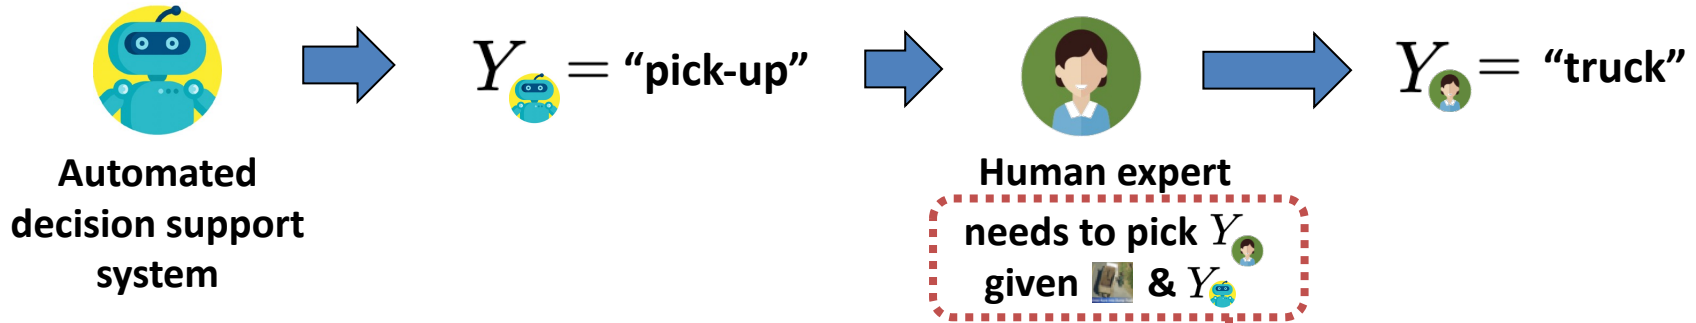 Y = “pick-up”
Y = “truck”
Automated
decision support
system
Human expert
needs to pick Y
given & Y